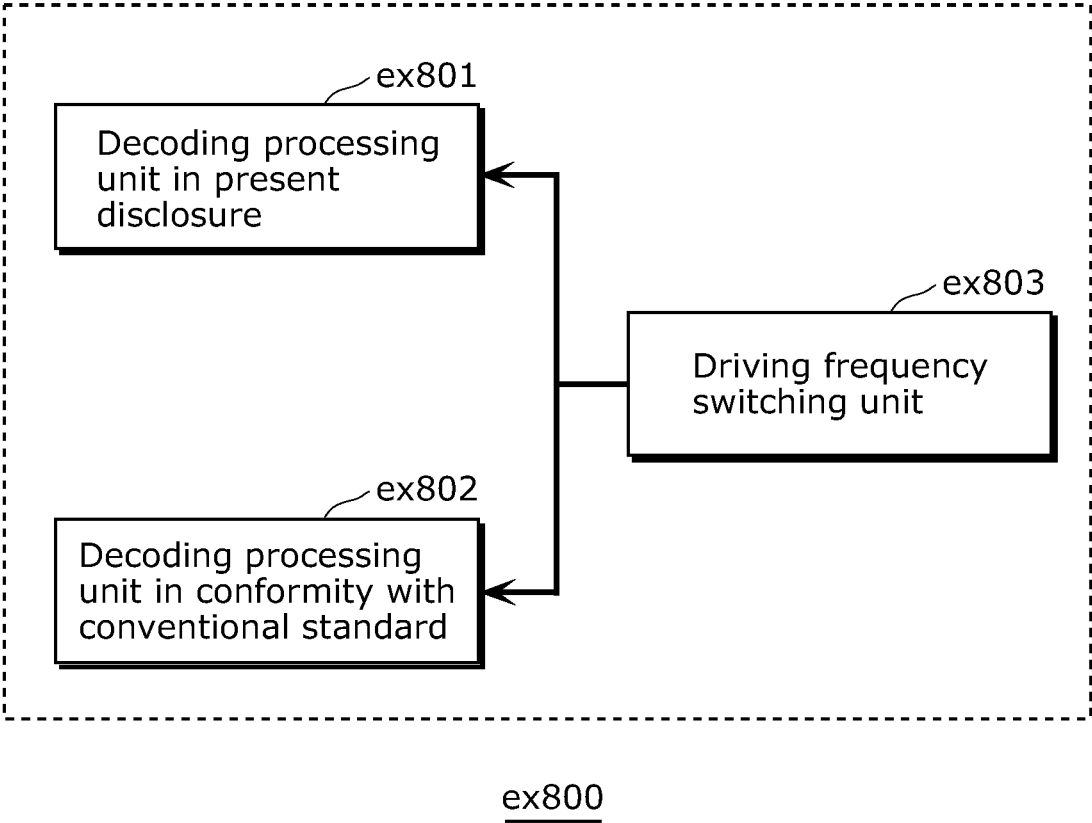 ex801
Decoding processing
unit in present
disclosure
ex803
Driving frequency
switching unit
ex802
Decoding processing
unit in conformity with
conventional standard
ex800